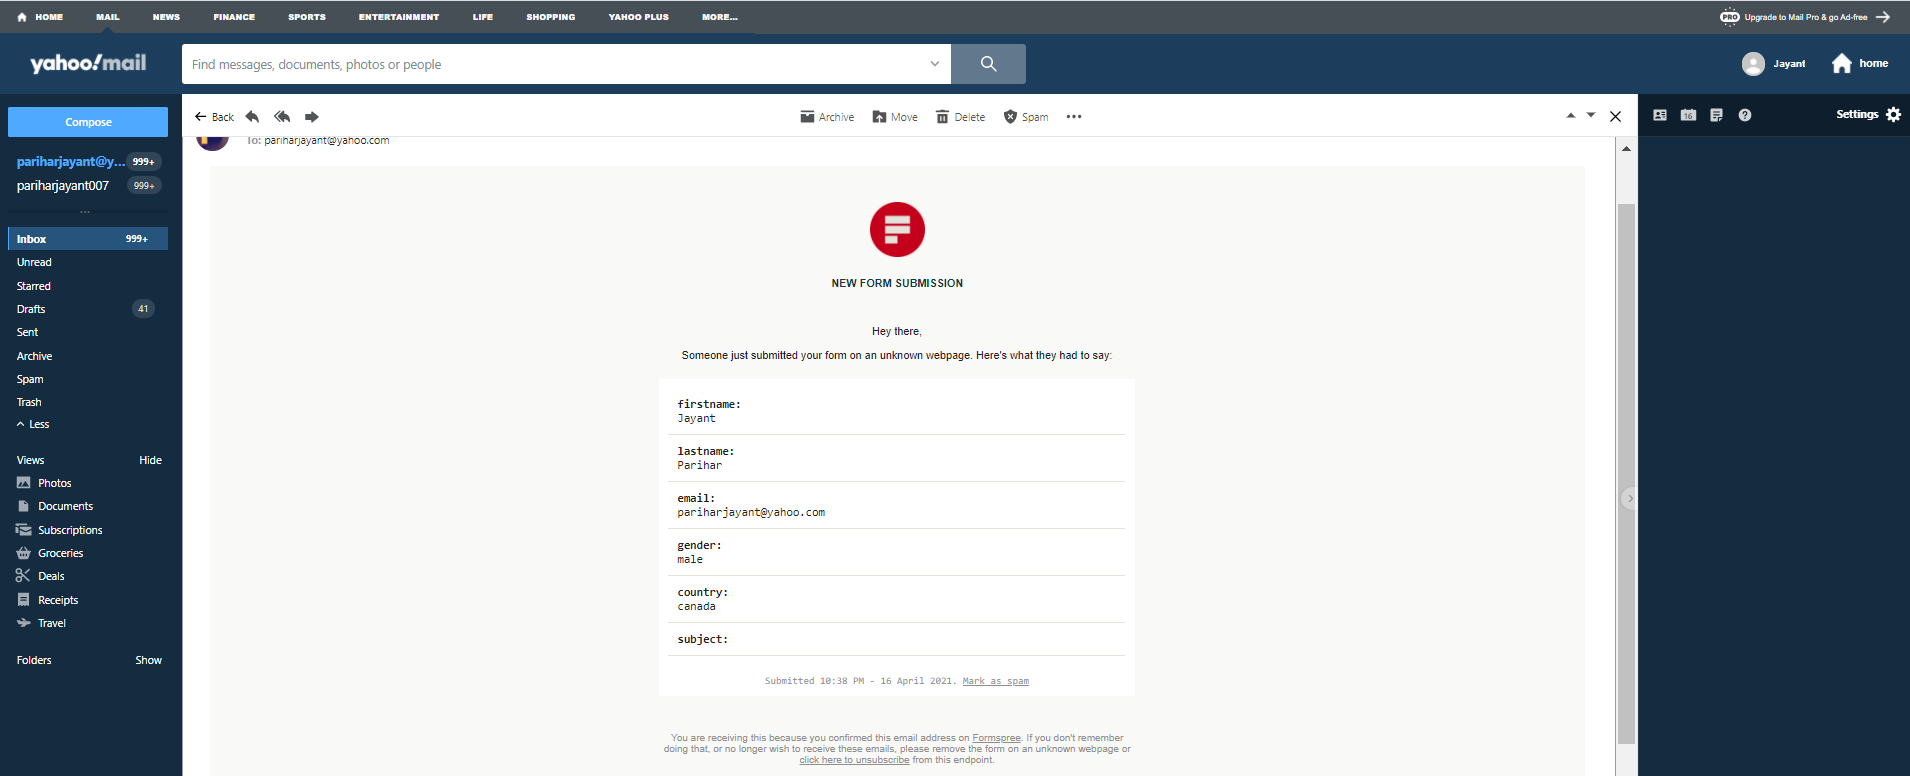 HOME MAIL NEWS FINANCE SPORTS ENTERTAINMENT LIFE SHOPPING YAHOO PLUS MORE... PRO Upgrade to Mail Pro & go Ad-free
yahoo!mail Find messages, documents, photos or people Jayant home
Compose
Back Archive Move Delete Spam 16 Settings
To: pariharjayant@yahoo.com
pariharjayant@y... 999+
pariharjayant007 999+
...
Inbox 999+
Unread
Starred
Drafts 41
Sent
Archive
Spam
Trash
Less
Views Hide
Photos
Documents
Subscriptions
Groceries
Deals
Receipts
Travel
Folders Show
NEW FORM SUBMISSION
Hey there,
Someone just submitted your form on an unknown webpage. Here's what they had to say:
firstname:
Jayant
lastname:
Parihar
email:
pariharjayant@yahoo.com
gender:
male
country:
canada
subject:
Submitted 10:38 PM - 16 April 2021. Mark as spam
You are receiving this because you confirmed this email address on Formspree. If you don't remember
doing that, or no longer wish to receive these emails, please remove the form on an unknown webpage or
click here to unsubscribe from this endpoint.